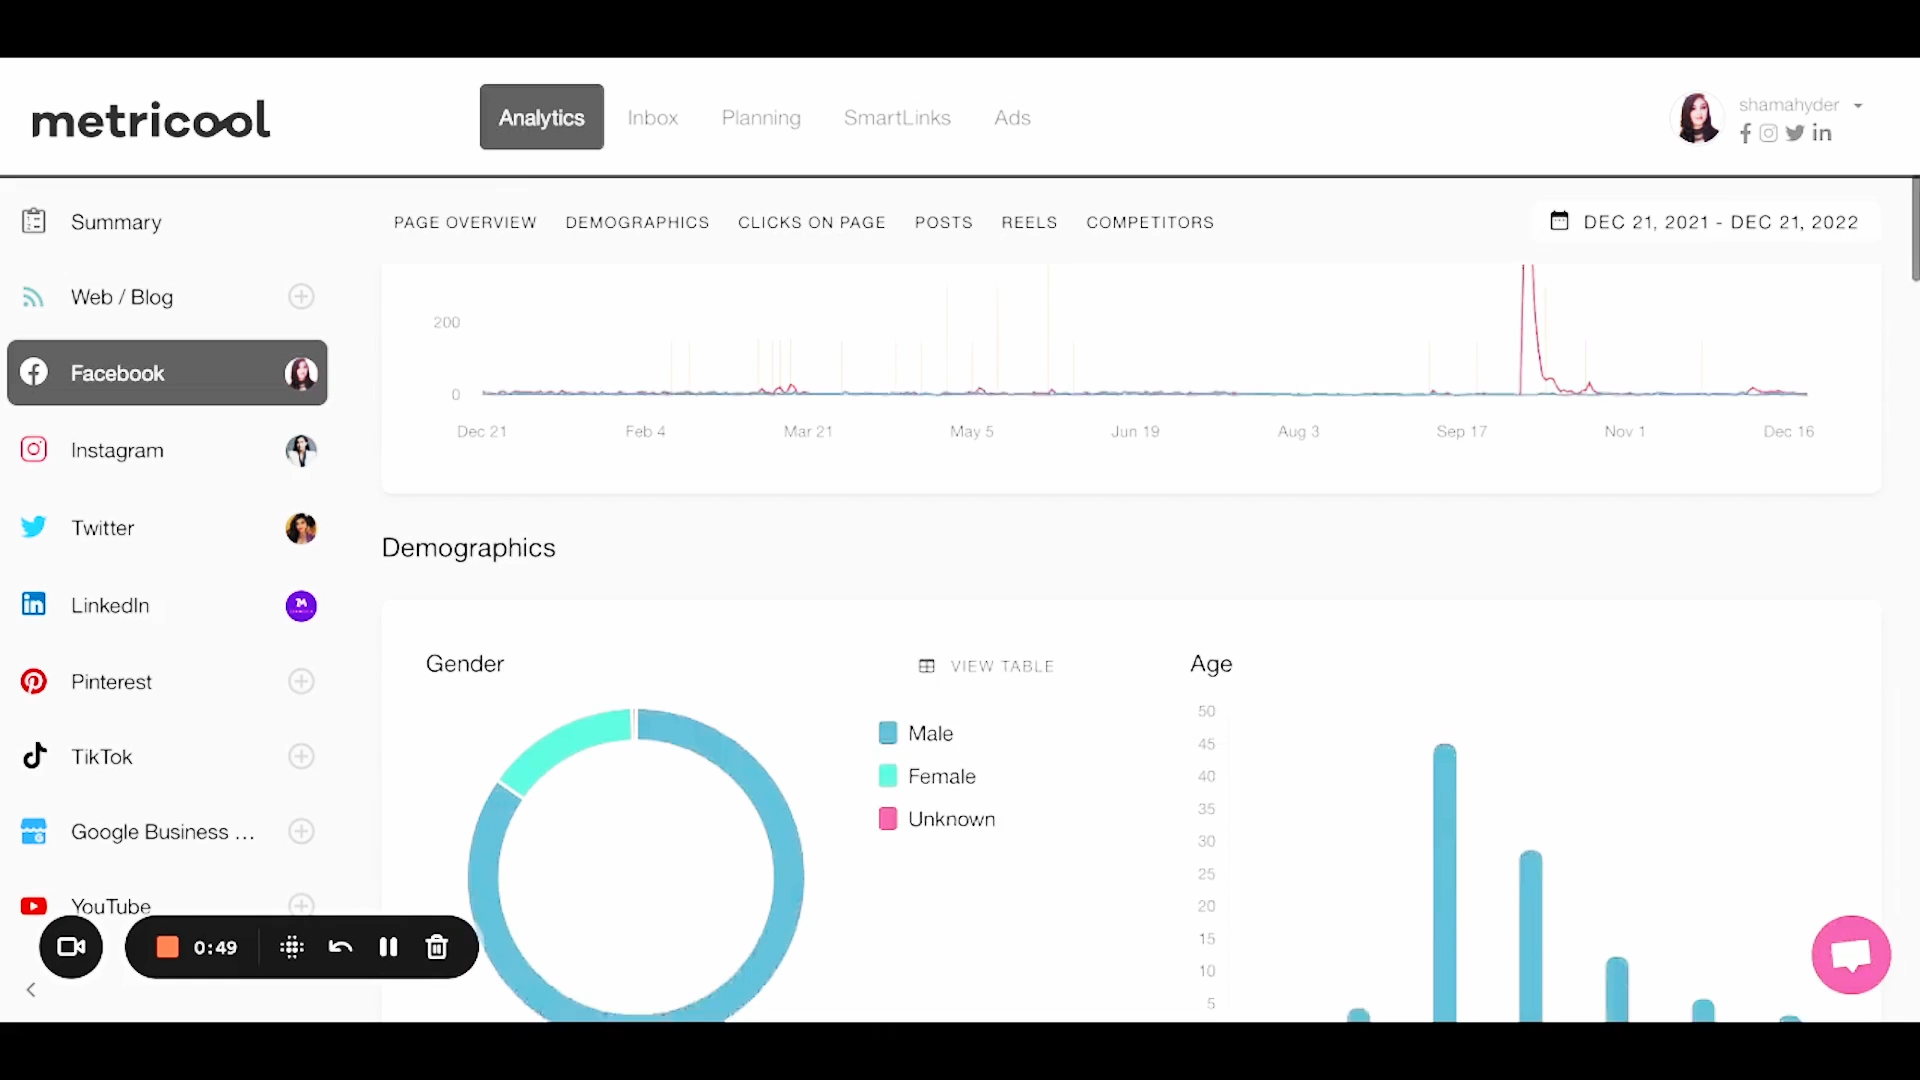 metricool
Analytics
Inbox
Planning
SmartLinks
Ads
shamahyder
Summary
Web / Blog
Facebook
Instagram
Twitter
LinkedIn
Pinterest
TikTok
Google Business ...
YouTube
0:49
PAGE OVERVIEW
DEMOGRAPHICS
CLICKS ON PAGE
POSTS
REELS
COMPETITORS
DEC 21, 2021 - DEC 21, 2022
200
0
Dec 21
Feb 4
Mar 21
May 5
Jun 19
Aug 3
Sep 17
Nov 1
Dec 16
Demographics
Gender
VIEW TABLE
Male
Female
Unknown
Age
50
45
40
35
30
25
20
15
10
5